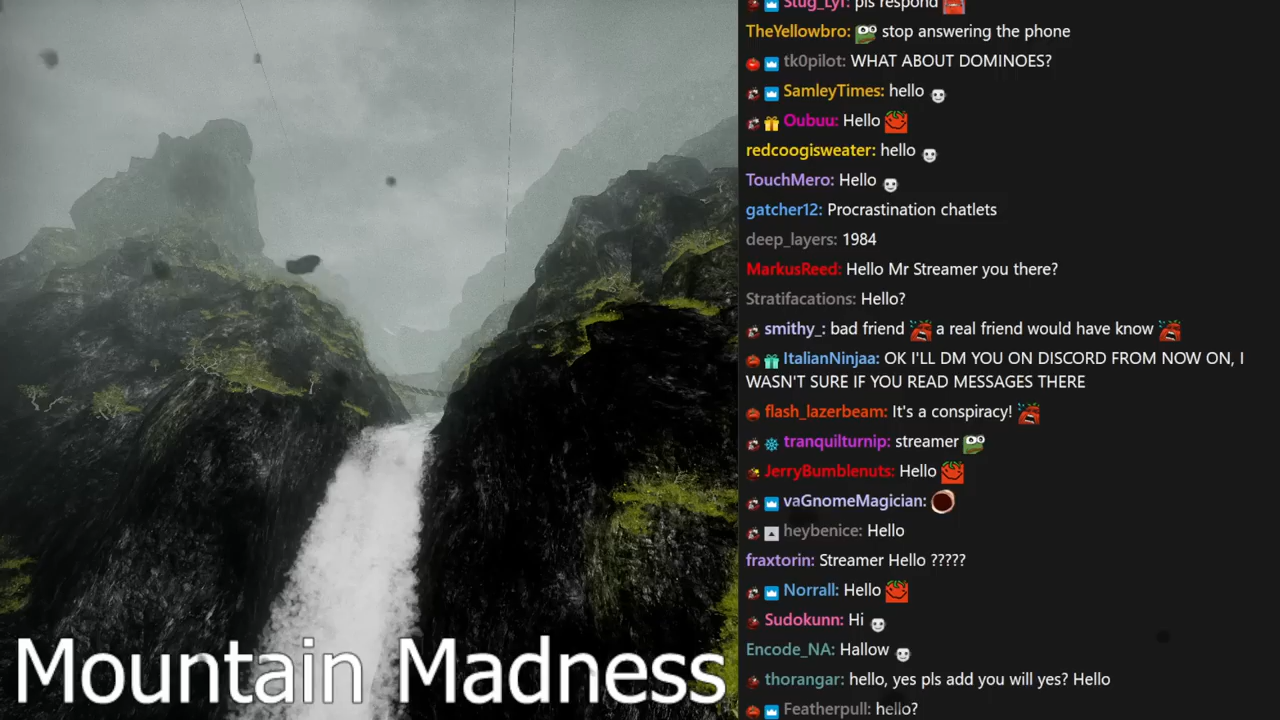 Slug_Lyf: pls respond
TheYellowbro: stop answering the phone
tk0pilot: WHAT ABOUT DOMINOES?
SamleyTimes: hello
Oubuu: Hello
redcoogisweater: hello
TouchMero: Hello
gatcher12: Procrastination chatlets
deep_layers: 1984
MarkusReed: Hello Mr Streamer you there?
Stratifacations: Hello?
smithy_: bad friend a real friend would have know
ItalianNinjaa: OK I'LL DM YOU ON DISCORD FROM NOW ON, I
WASN'T SURE IF YOU READ MESSAGES THERE
flash_lazerbeam: It's a conspiracy!
tranquilturnip: streamer
JerryBumblenuts: Hello
vaGnomeMagician:
heybenice: Hello
fraxtorin: Streamer Hello ?????
Norrall: Hello
Sudokunn: Hi
Encode_NA: Hallow
thorangar: hello, yes pls add you will yes? Hello
Featherpull: hello?
Mountain Madness